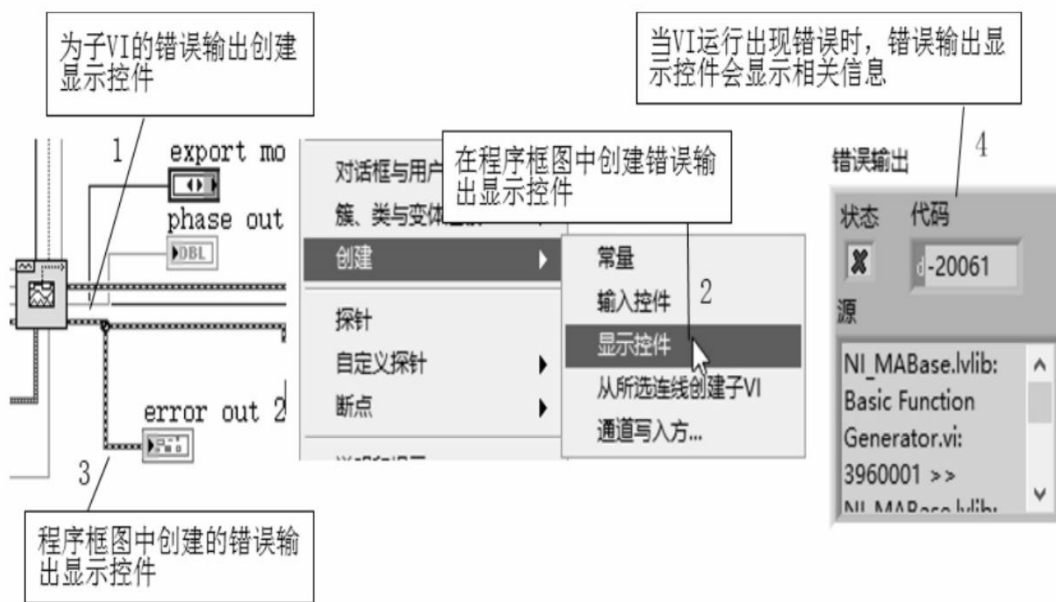 为子VI的错误输出创建
显示控件
当VI运行出现错误时，错误输出显
示控件会显示相关信息
1
export mo
phase out
DBL
error out 2
3
程序框图中创建的错误输
出显示控件
对话框与用户
簇、类与变体
创建
探针
自定义探针
断点
在程序框图中创建错误输
出显示控件
常量
输入控件
2
显示控件
从所选连线创建子VI
通道写入方...
4
错误输出
状态
代码
d
-20061
源
NI_MABase.lvlib:
Basic Function
Generator.vi:
3960001 >>
NI_MABase.lvlib: